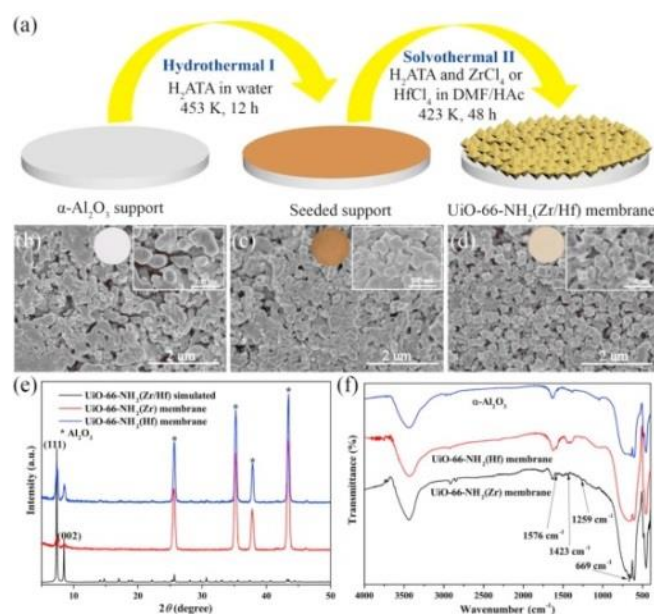 (a)
Hydrothermal I
H₂ATA in water
453 K, 12 h
Solvothermal II
H₂ATA and ZrCl₄ or
HfCl₄ in DMF/HAc
423 K, 48 h
α-Al₂O₃ support
Seeded support
UiO-66-NH₂(Zr/Hf) membrane
(b)
2 um
(c)
2 um
(d)
2 um
(e)
UiO-66-NH₂(Zr/Hf) simulated
UiO-66-NH₂(Zr) membrane
UiO-66-NH₂(Hf) membrane
* Al₂O₃
(111)
(002)
* * * *
Intensity (a.u.)
10 20 30 40 50
2θ(degree)
(f)
α-Al₂O₃
UiO-66-NH₂(Hf) membrane
UiO-66-NH₂(Zr) membrane
1576 cm⁻¹
1423 cm⁻¹
1259 cm⁻¹
669 cm⁻¹
Transmittance (%)
4000 3500 3000 2500 2000 1500 1000 500
Wavenumber (cm⁻¹)